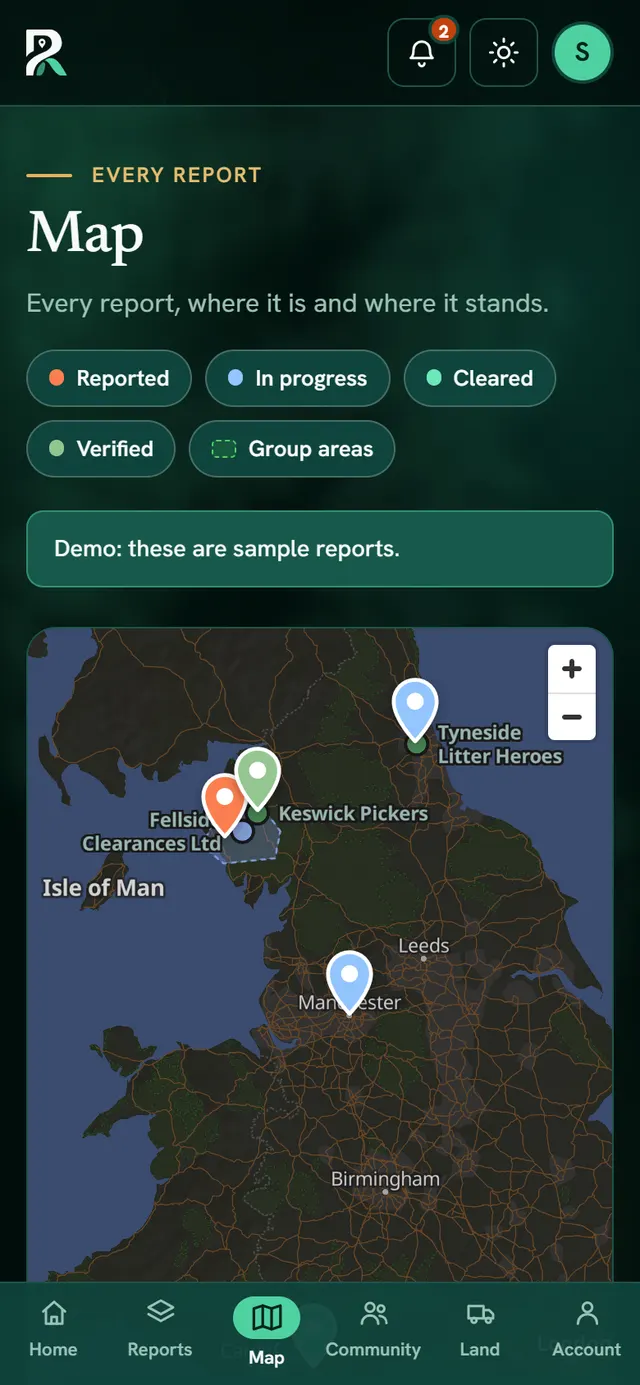 2
S
EVERY REPORT
Map
Every report, where it is and where it stands.
Reported
In progress
Cleared
Verified
Group areas
Demo: these are sample reports.
+
−
Tyneside
Litter Heroes
Keswick Pickers
Fellsid
Clearances Ltd
Isle of Man
Leeds
Manchester
Birmingham
Home
Reports
Map
Community
Land
Account